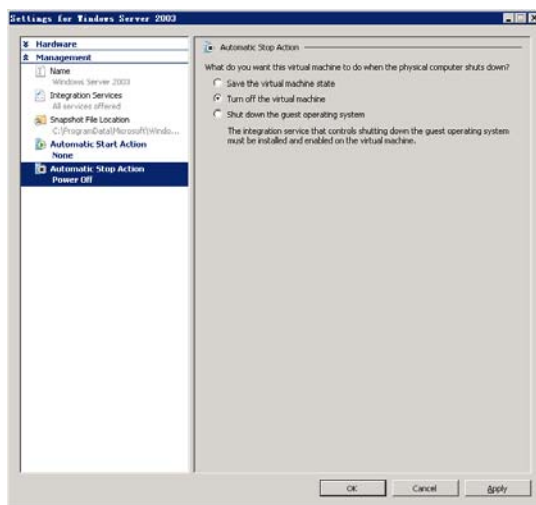 Settings for Windows Server 2003
Hardware
Management
Name
Windows Server 2003
Integration Services
All services offered
Snapshot File Location
C:\ProgramData\Microsoft\Windo...
Automatic Start Action
None
Automatic Stop Action
Power Off
Automatic Stop Action
What do you want this virtual machine to do when the physical computer shuts down?
Save the virtual machine state
Turn off the virtual machine
Shut down the guest operating system
The integration service that controls shutting down the guest operating system
must be installed and enabled on the virtual machine.
OK
Cancel
Apply